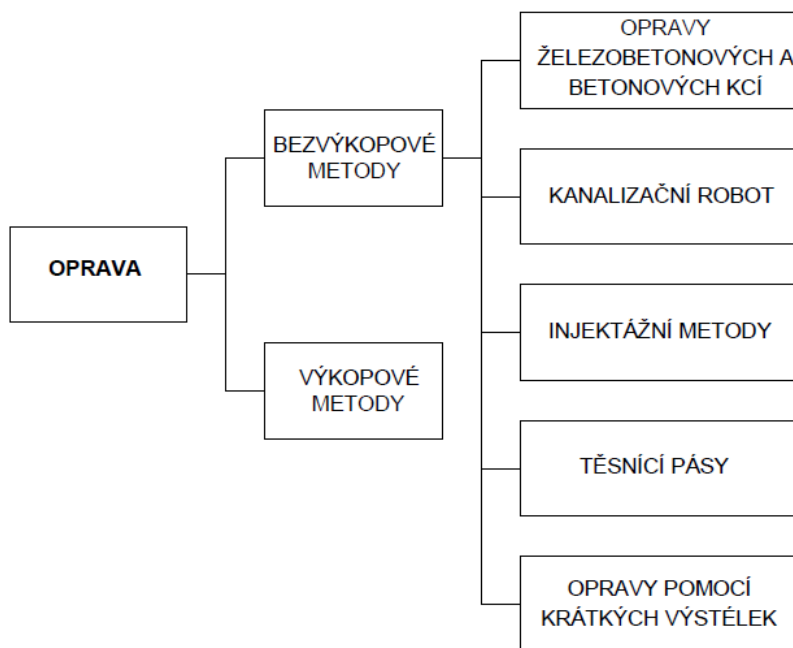 OPRAVA
BEZVÝKOPOVÉ
METODY
VÝKOPOVÉ
METODY
OPRAVY
ŽELEZOBETONOVÝCH A
BETONOVÝCH KCÍ
KANALIZAČNÍ ROBOT
INJEKTÁŽNÍ METODY
TĚSNÍCÍ PÁSY
OPRAVY POMOCÍ
KRÁTKÝCH VÝSTÉLEK